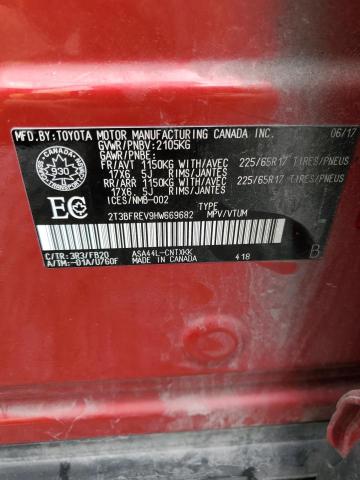 MFD.BY:TOYOTA MOTOR MANUFACTURING CANADA INC. 06/17
GVWR/PNBV:2105KG
GAWR/PNBE:
FR/AVT 1150KG WITH/AVEC 225/65R17 TIRES/PNEUS
17X6.5J RIMS/JANTES
RR/ARR 1150KG WITH/AVEC 225/65R17 TIRES/PNEUS
17X6.5J RIMS/JANTES
ICES/NMB-002
TYPE
2T3BFREV9HW669682 MPV/VTUM
CANADA
930
EC
C/TR:3R3/FB20 ASA44L-CNTXKK
A/TM:-01A/U760F MADE IN CANADA 418 B